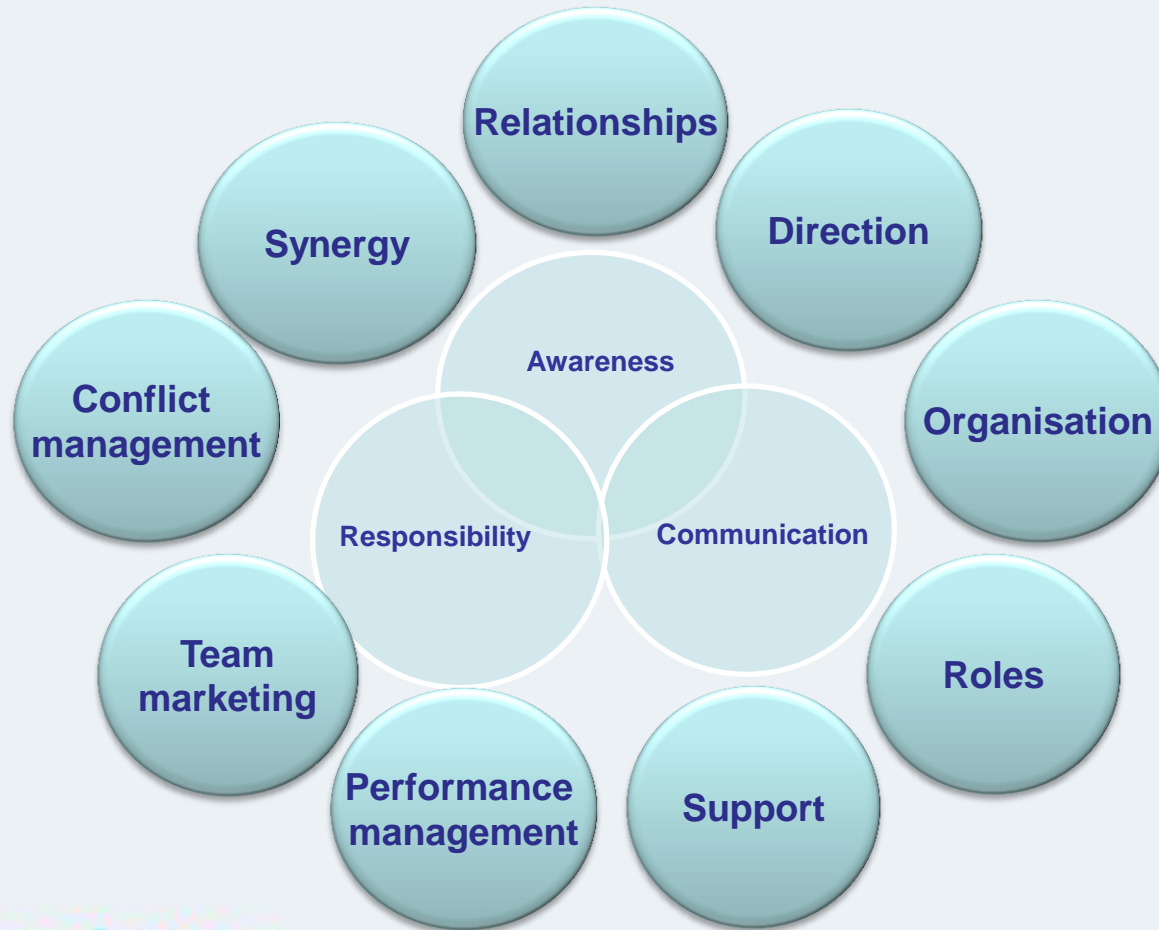 Relationships
Synergy
Direction
Awareness
Conflict
management
Organisation
Responsibility
Communication
Team
marketing
Roles
Performance
management
Support